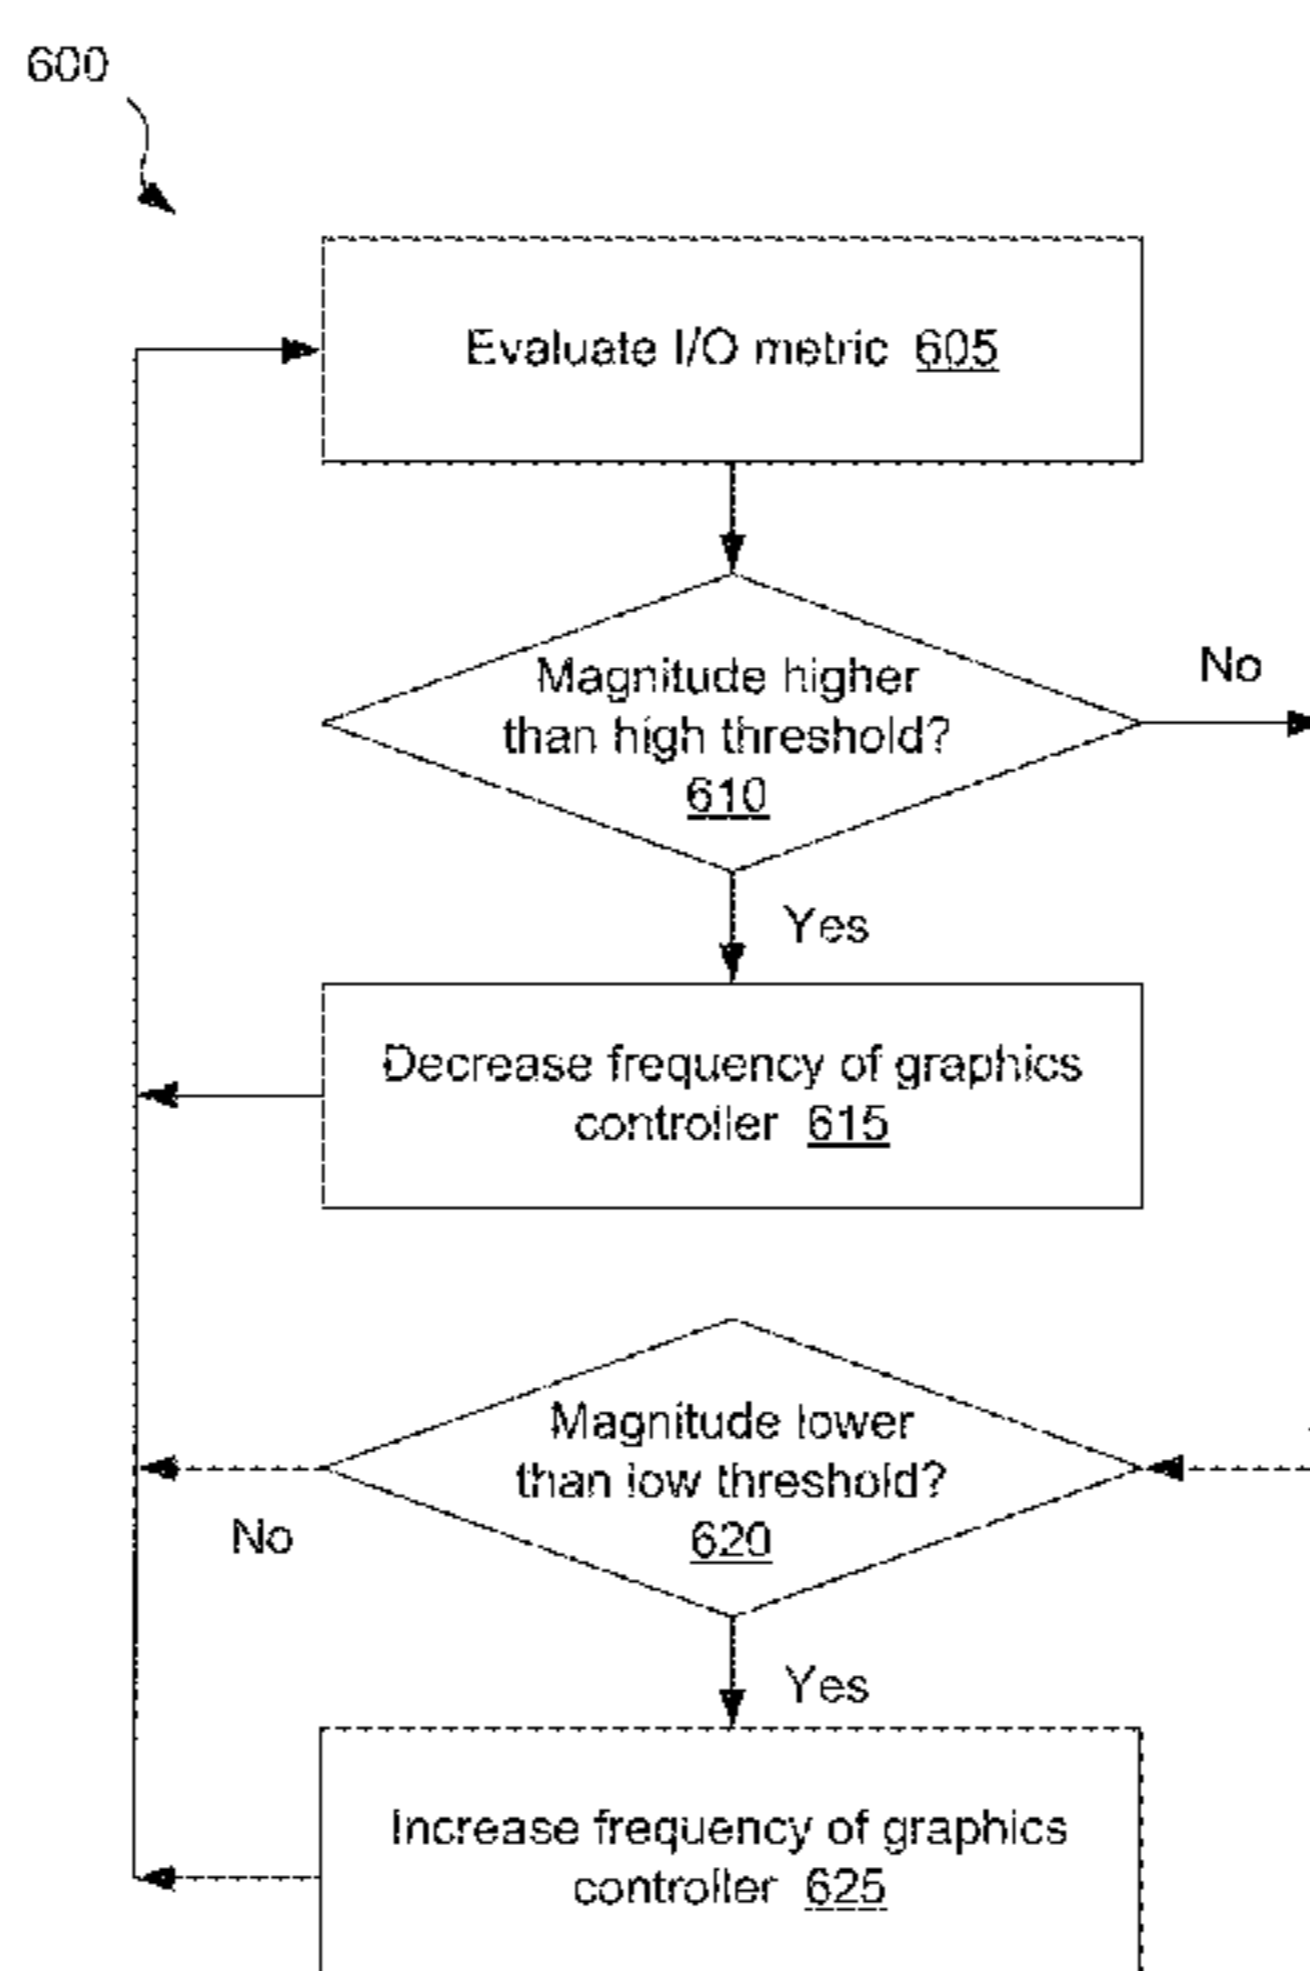 600
Evaluate I/O metric 605
Magnitude higher
than high threshold?
610
No
Yes
Decrease frequency of graphics
controller 615
Magnitude lower
than low threshold?
620
No
Yes
Increase frequency of graphics
controller 625